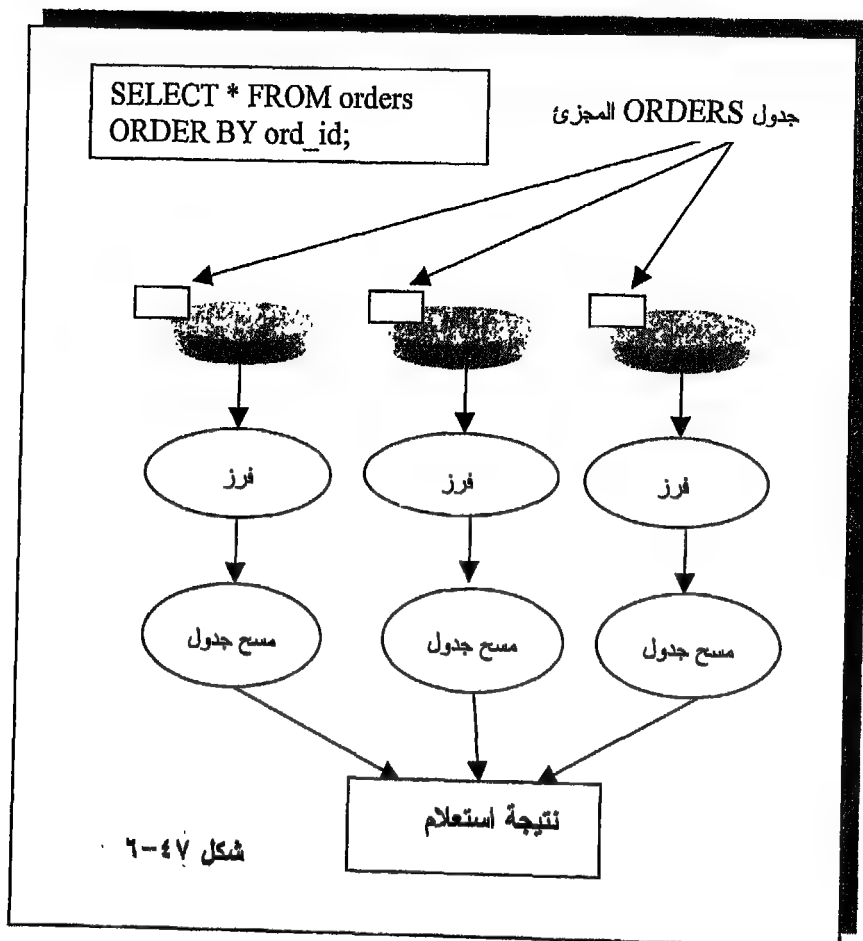 SELECT * FROM orders
ORDER BY ord_id;
جدول ORDERS المجزئ
فرز
فرز
فرز
مسح جدول
مسح جدول
مسح جدول
نتيجة استعلام
شكل ٤٧-٦